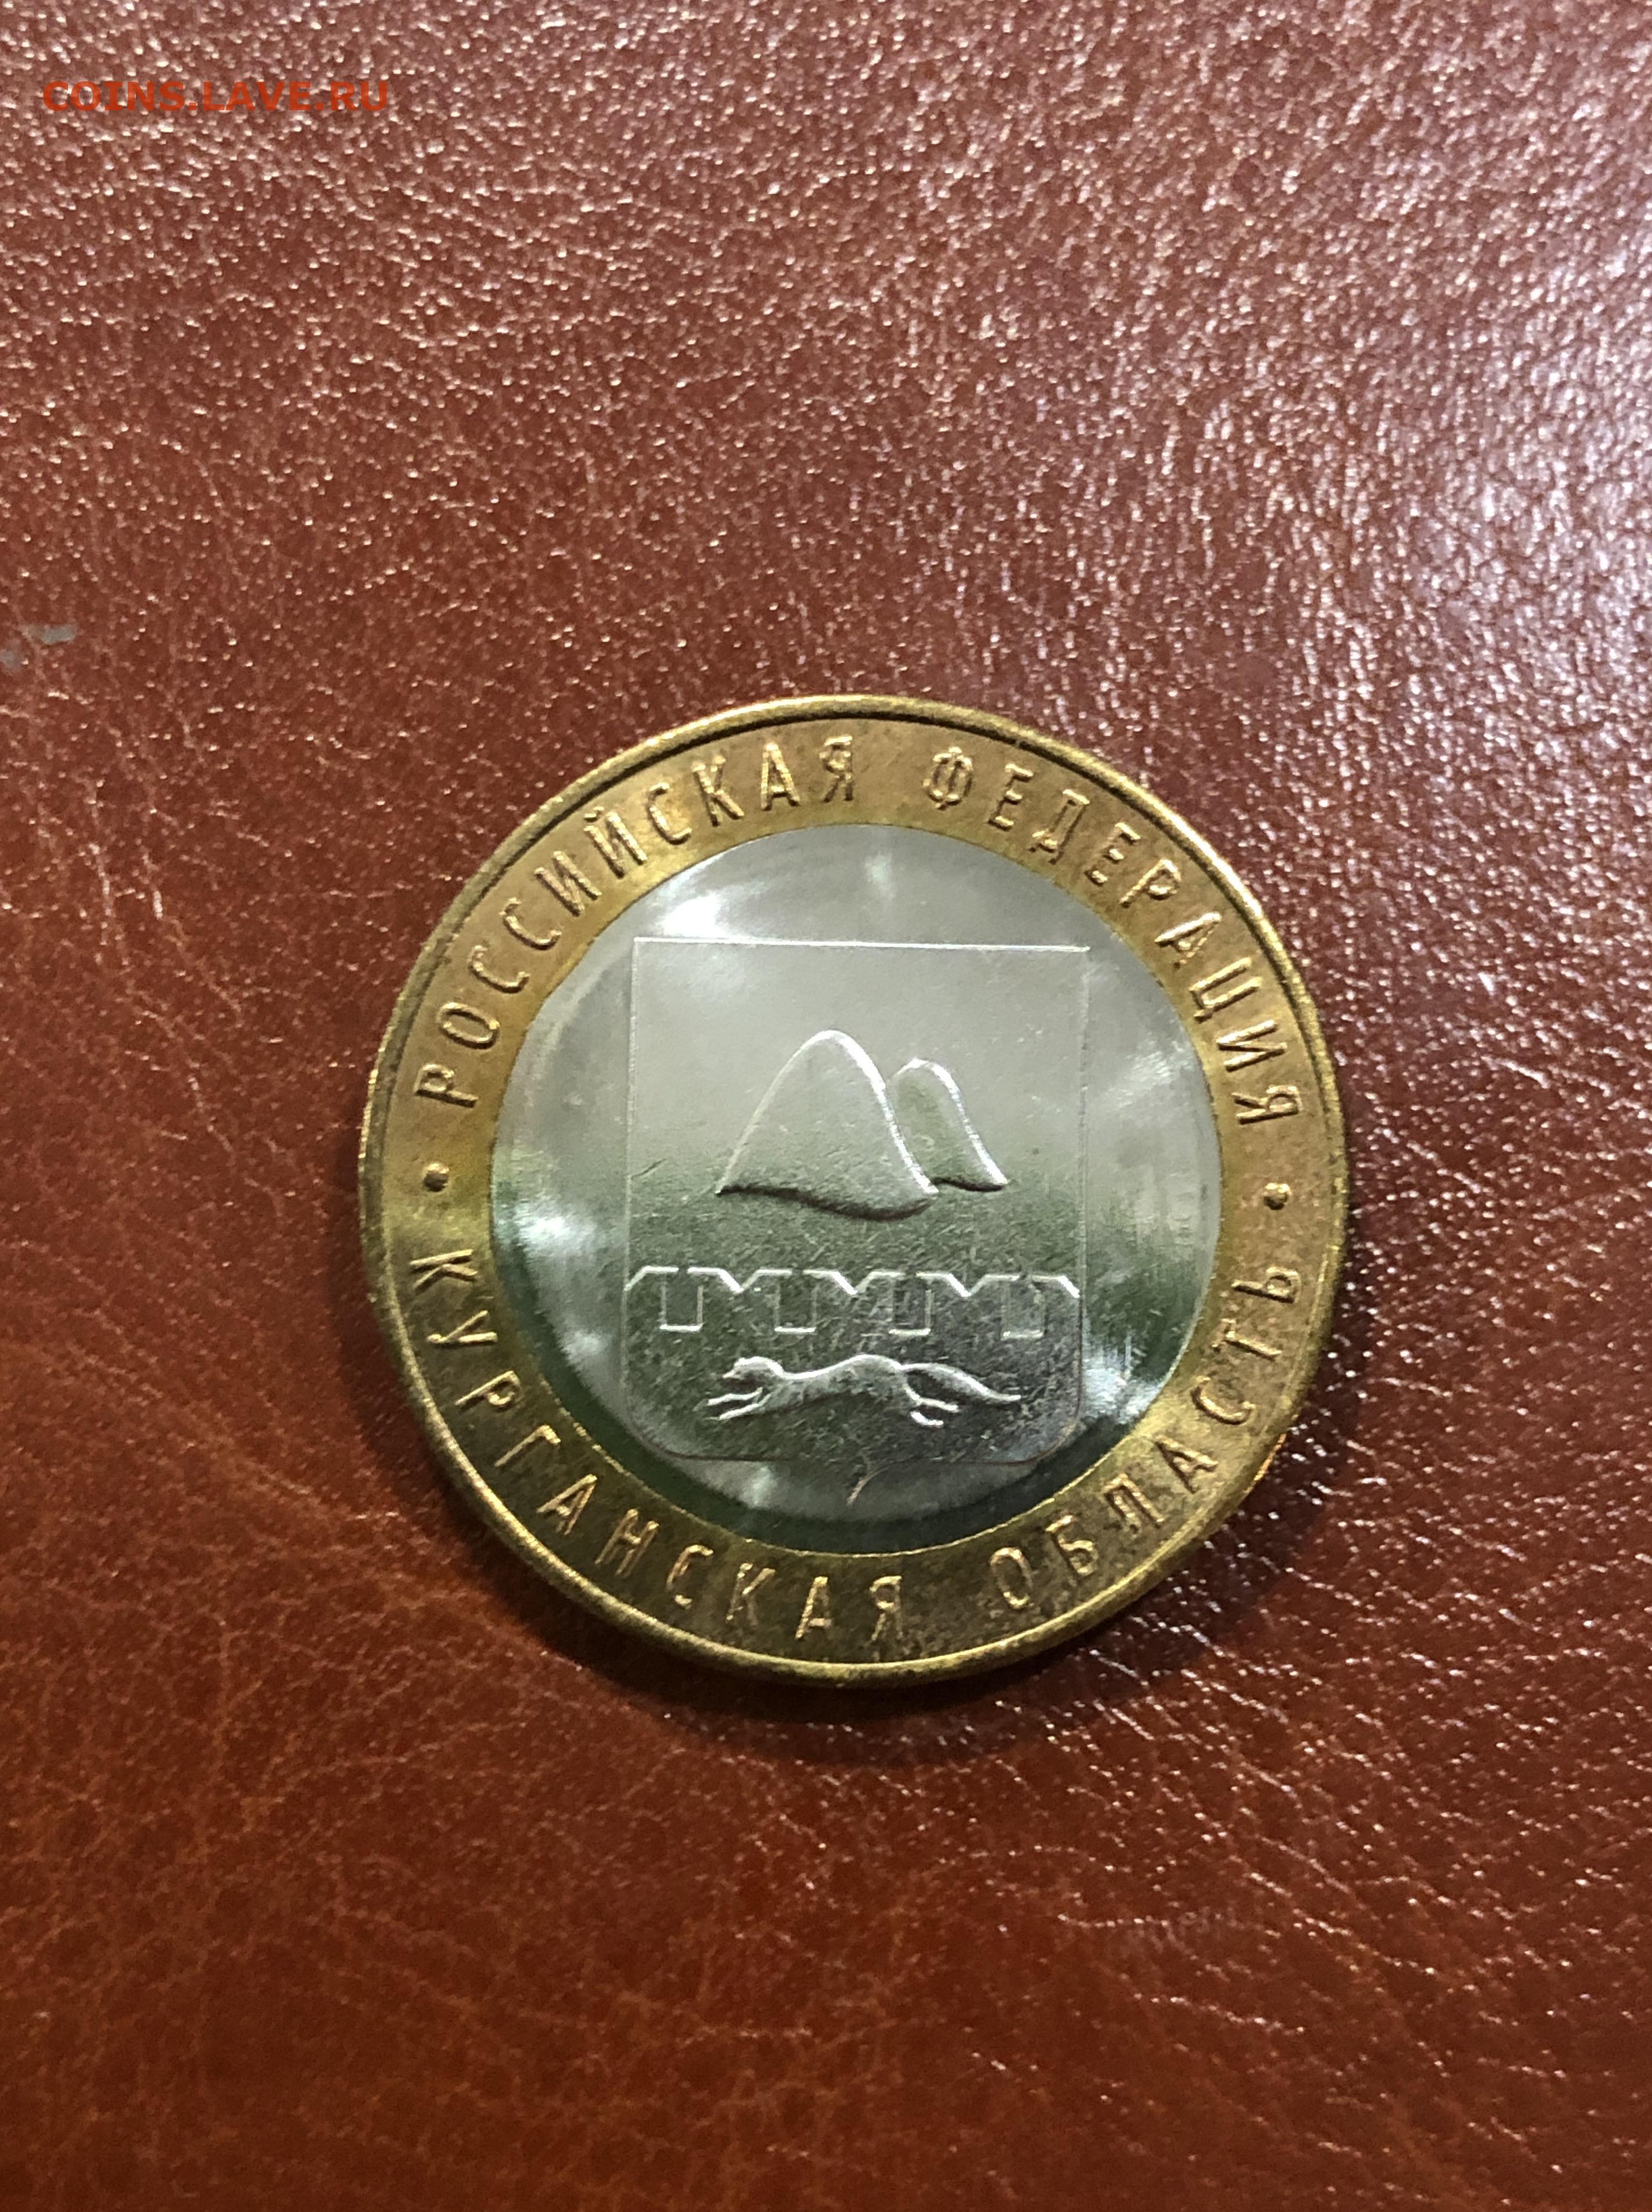 COINS.LAVE.RU
• РОССИЙСКАЯ ФЕДЕРАЦИЯ •
КУРГАНСКАЯ ОБЛАСТЬ